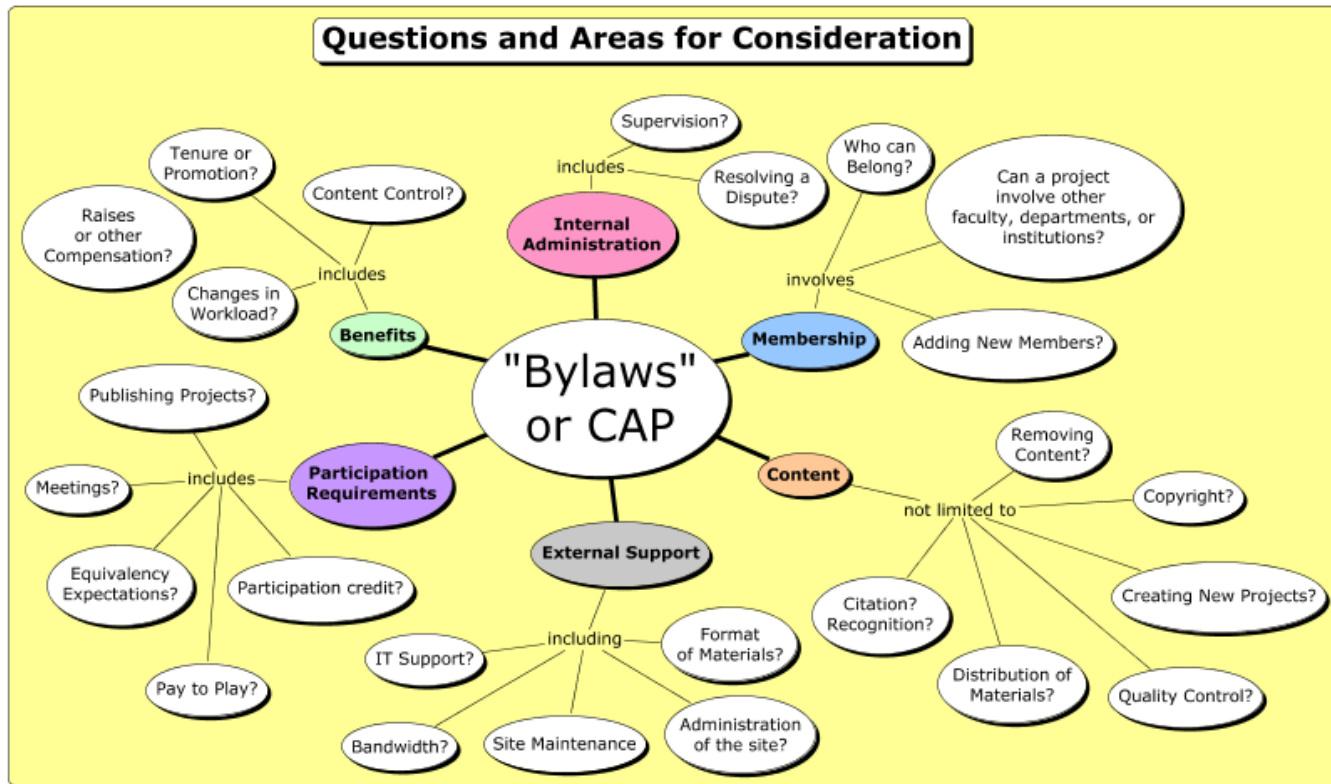 Questions and Areas for Consideration
Supervision?
includes
Resolving a
Dispute?
Internal
Administration
Who can
Belong?
Can a project
involve other
faculty, departments, or
institutions?
involves
Membership
Adding New Members?
Tenure or
Promotion?
Content Control?
Raises
or other
Compensation?
includes
Changes in
Workload?
Benefits
"Bylaws"
or CAP
Publishing Projects?
Meetings?
includes
Participation
Requirements
Equivalency
Expectations?
Participation credit?
Pay to Play?
External Support
including
IT Support?
Format
of Materials?
Bandwidth?
Site Maintenance
Administration
of the site?
Content
Removing
Content?
not limited to
Copyright?
Creating New Projects?
Citation?
Recognition?
Distribution of
Materials?
Quality Control?